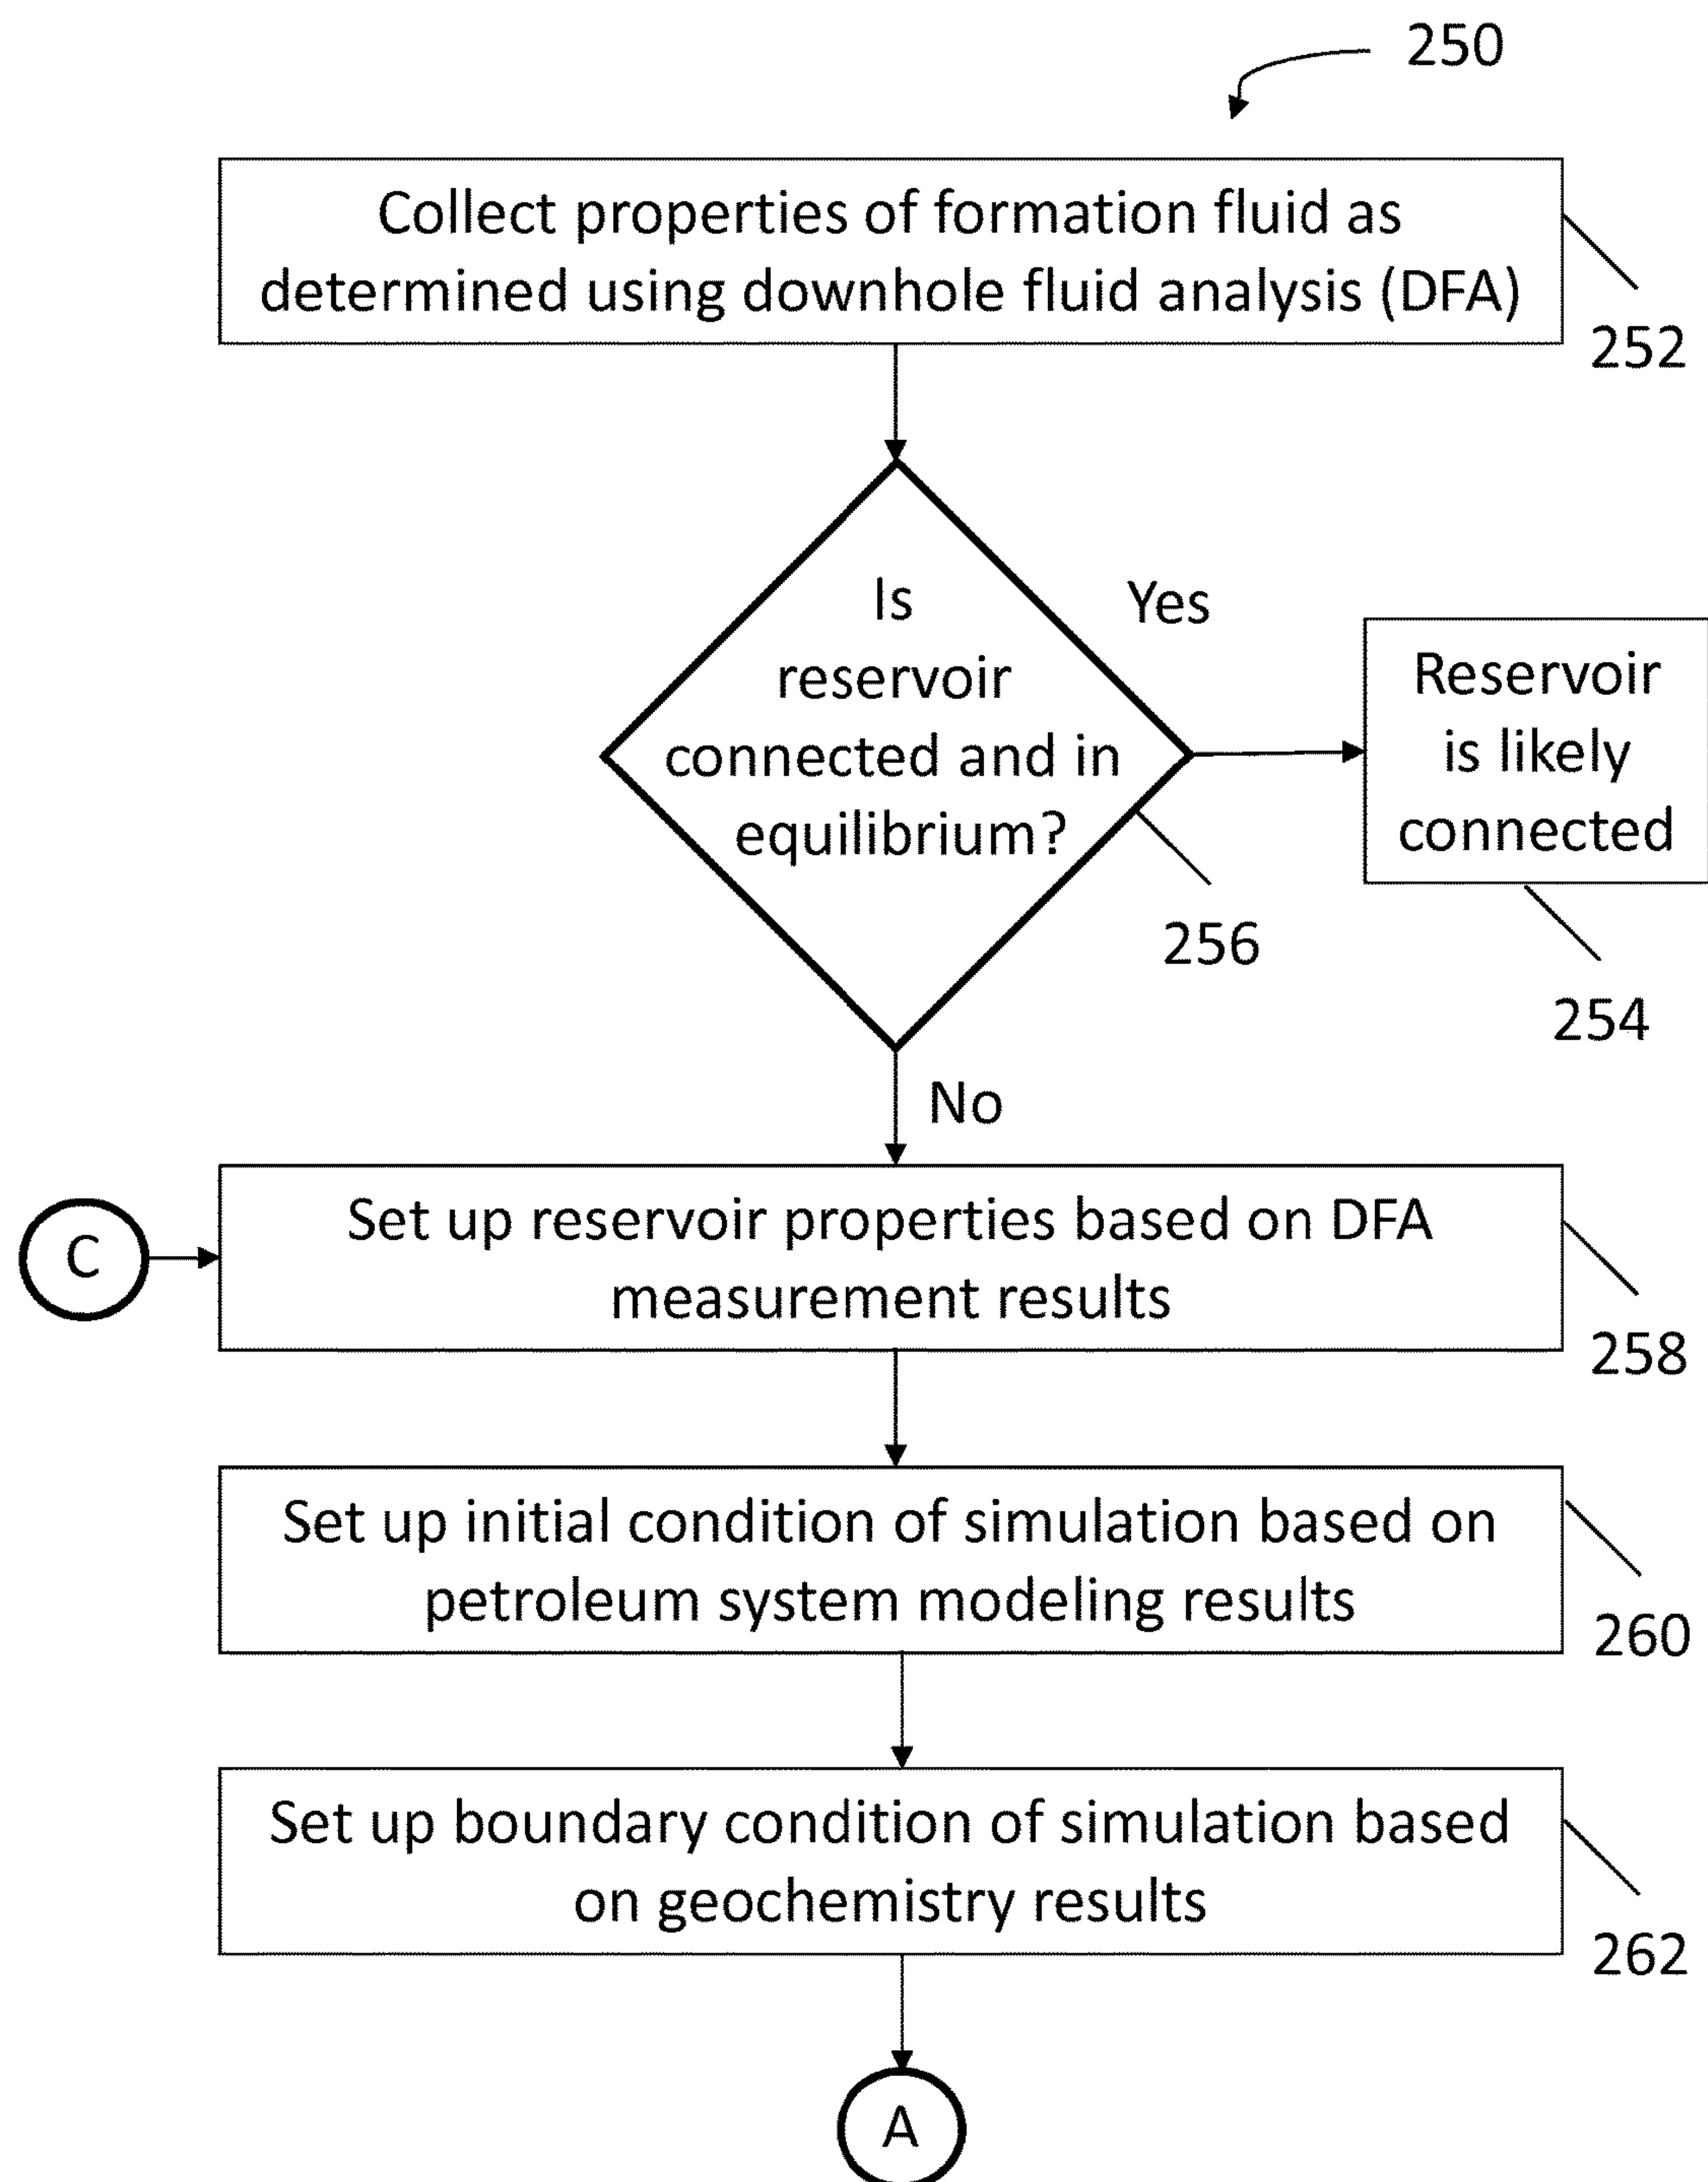 250
Collect properties of formation fluid as
determined using downhole fluid analysis (DFA)
252
Is
reservoir
connected and in
equilibrium?
Yes
Reservoir
is likely
connected
256
254
No
C
Set up reservoir properties based on DFA
measurement results
258
Set up initial condition of simulation based on
petroleum system modeling results
260
Set up boundary condition of simulation based
on geochemistry results
262
A